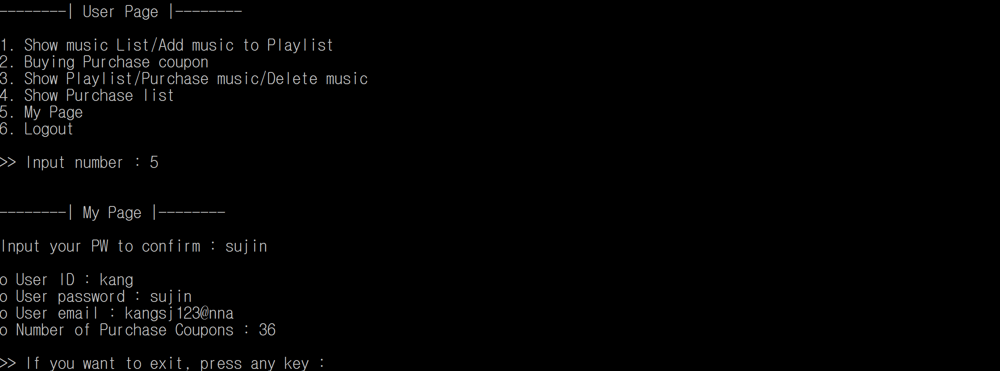 --------| User Page |--------
1. Show music List/Add music to Playlist
2. Buying Purchase coupon
3. Show Playlist/Purchase music/Delete music
4. Show Purchase list
5. My Page
6. Logout
>> Input number : 5
--------| My Page |--------
Input your PW to confirm : sujin
o User ID : kang
o User password : sujin
o User email : kangsj123@nna
o Number of Purchase Coupons : 36
>> If you want to exit, press any key :